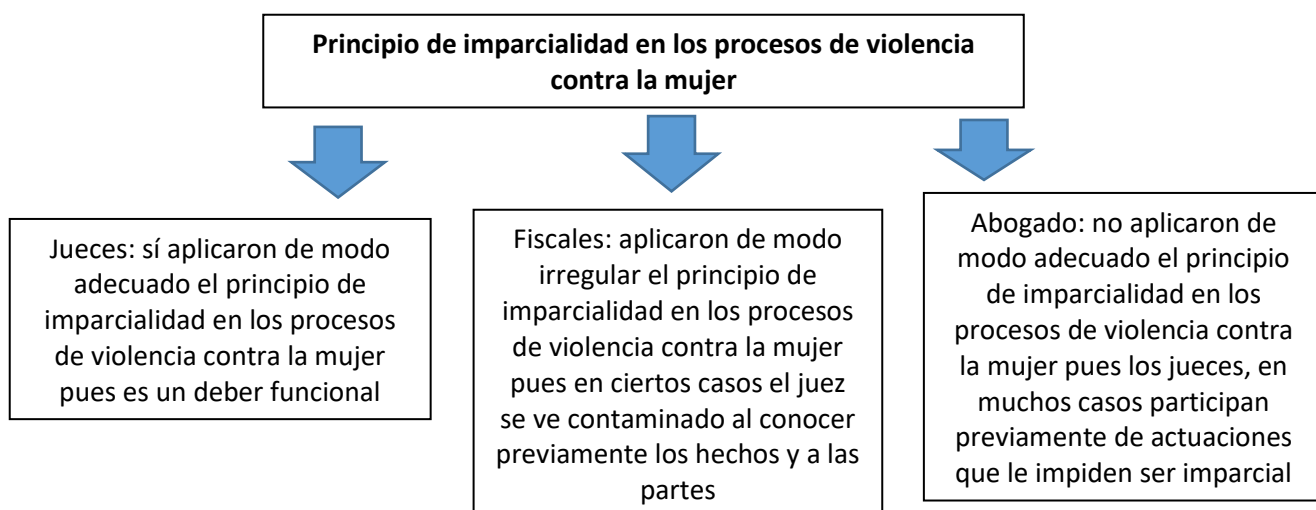 Principio de imparcialidad en los procesos de violencia
contra la mujer
Jueces: sí aplicaron de modo
adecuado el principio de
imparcialidad en los procesos
de violencia contra la mujer
pues es un deber funcional
Fiscales: aplicaron de modo
irregular el principio de
imparcialidad en los procesos
de violencia contra la mujer
pues en ciertos casos el juez
se ve contaminado al conocer
previamente los hechos y a las
partes
Abogado: no aplicaron de
modo adecuado el principio
de imparcialidad en los
procesos de violencia contra
la mujer pues los jueces, en
muchos casos participan
previamente de actuaciones
que le impiden ser imparcial